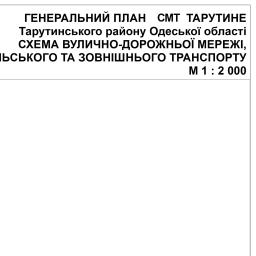 ГЕНЕРАЛЬНИЙ ПЛАН СМТ ТАРУТИНЕ
Тарутинського району Одеської області
СХЕМА ВУЛИЧНО-ДОРОЖНЬОЇ МЕРЕЖІ,
ЬСЬКОГО ТА ЗОВНІШНЬОГО ТРАНСПОРТУ
М 1 : 2 000